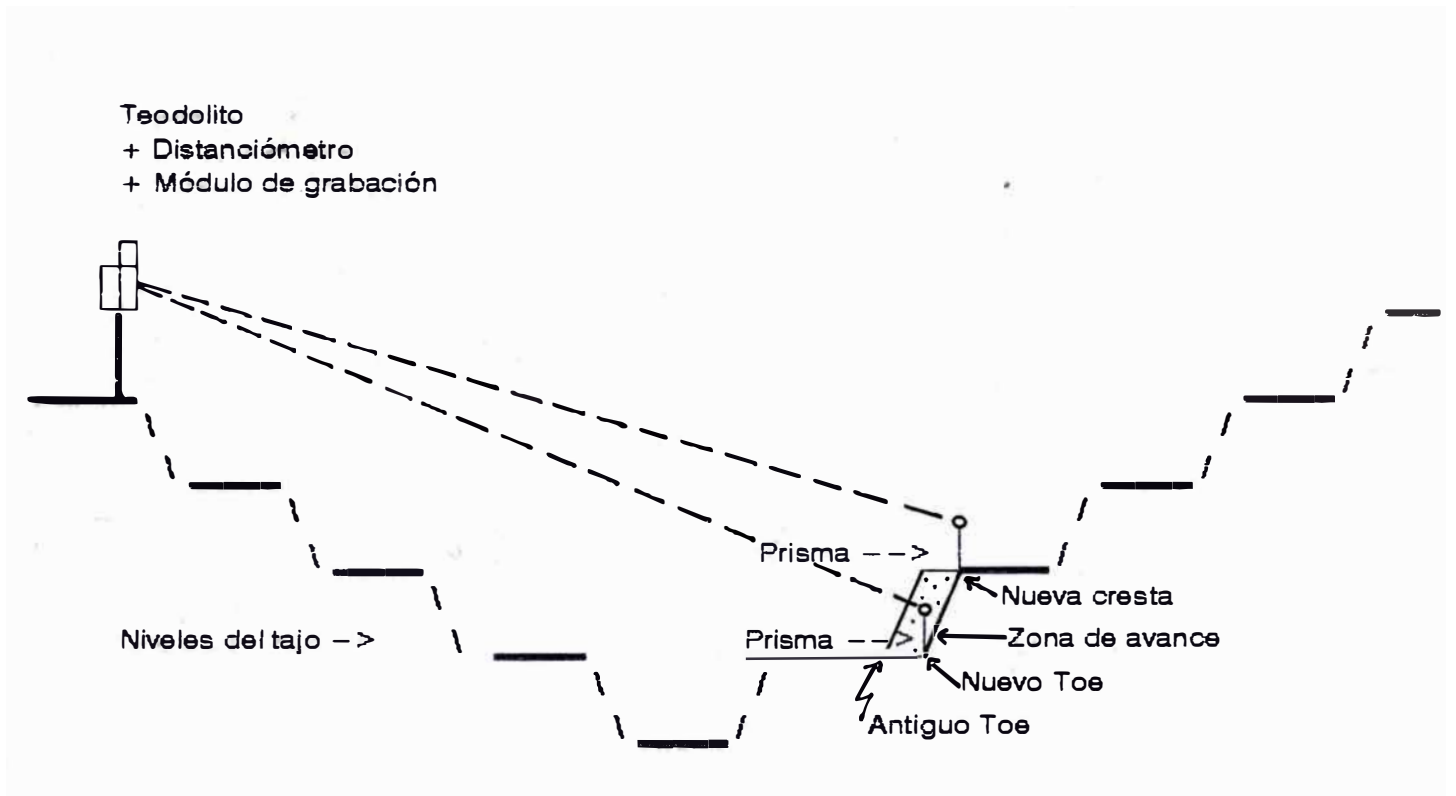 Teodolito
+ Distanciómetro
+ Módulo de grabación
Prisma -->
Nueva cresta
Niveles del tajo ->
Prisma -->
Zona de avance
Nuevo Toe
Antiguo Toe